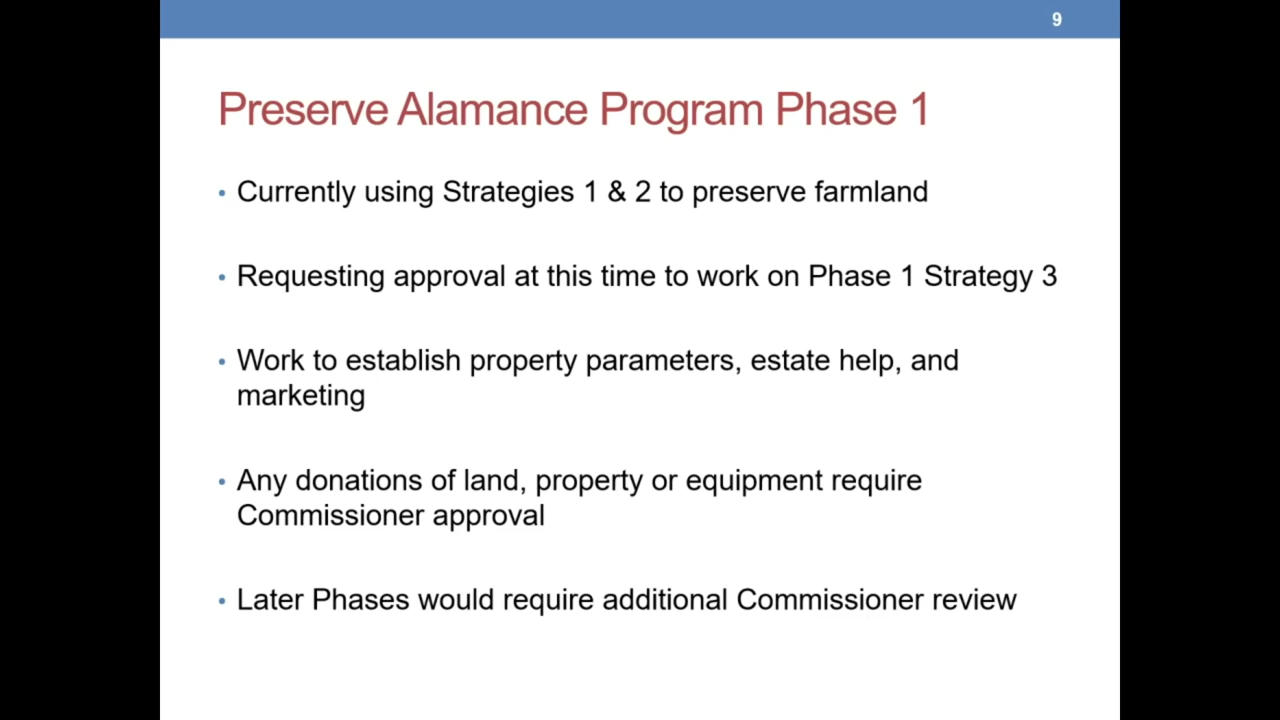 9
Preserve Alamance Program Phase 1
• Currently using Strategies 1 & 2 to preserve farmland
• Requesting approval at this time to work on Phase 1 Strategy 3
• Work to establish property parameters, estate help, and
marketing
• Any donations of land, property or equipment require
Commissioner approval
• Later Phases would require additional Commissioner review